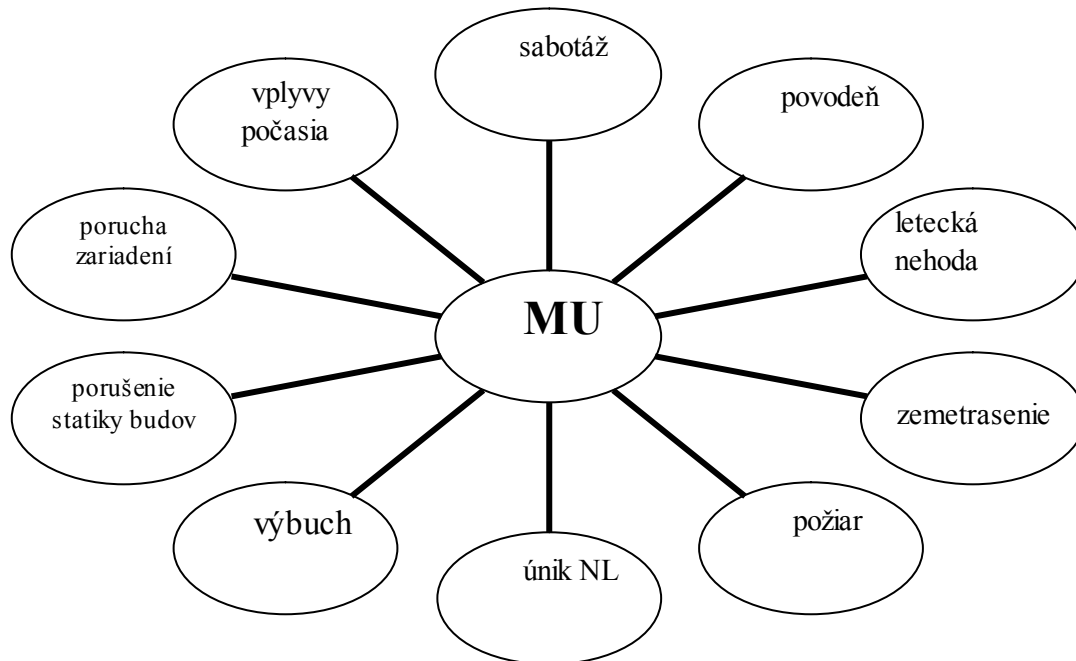 sabotáž
povodeň
letecká
nehoda
zemetrasenie
požiar
únik NL
výbuch
porušenie
statiky budov
porucha
zariadení
vplyvy
počasia
MU